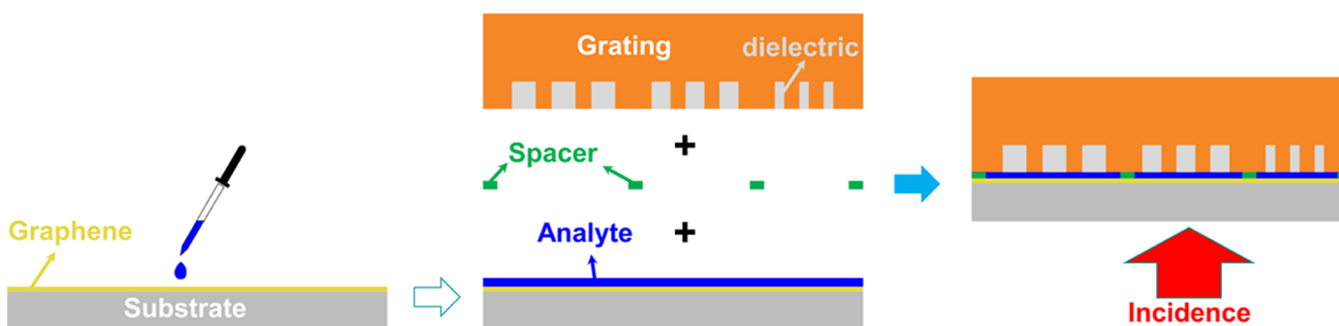 Graphene
Substrate
Grating
dielectric
+
Spacer
+
Analyte
Incidence